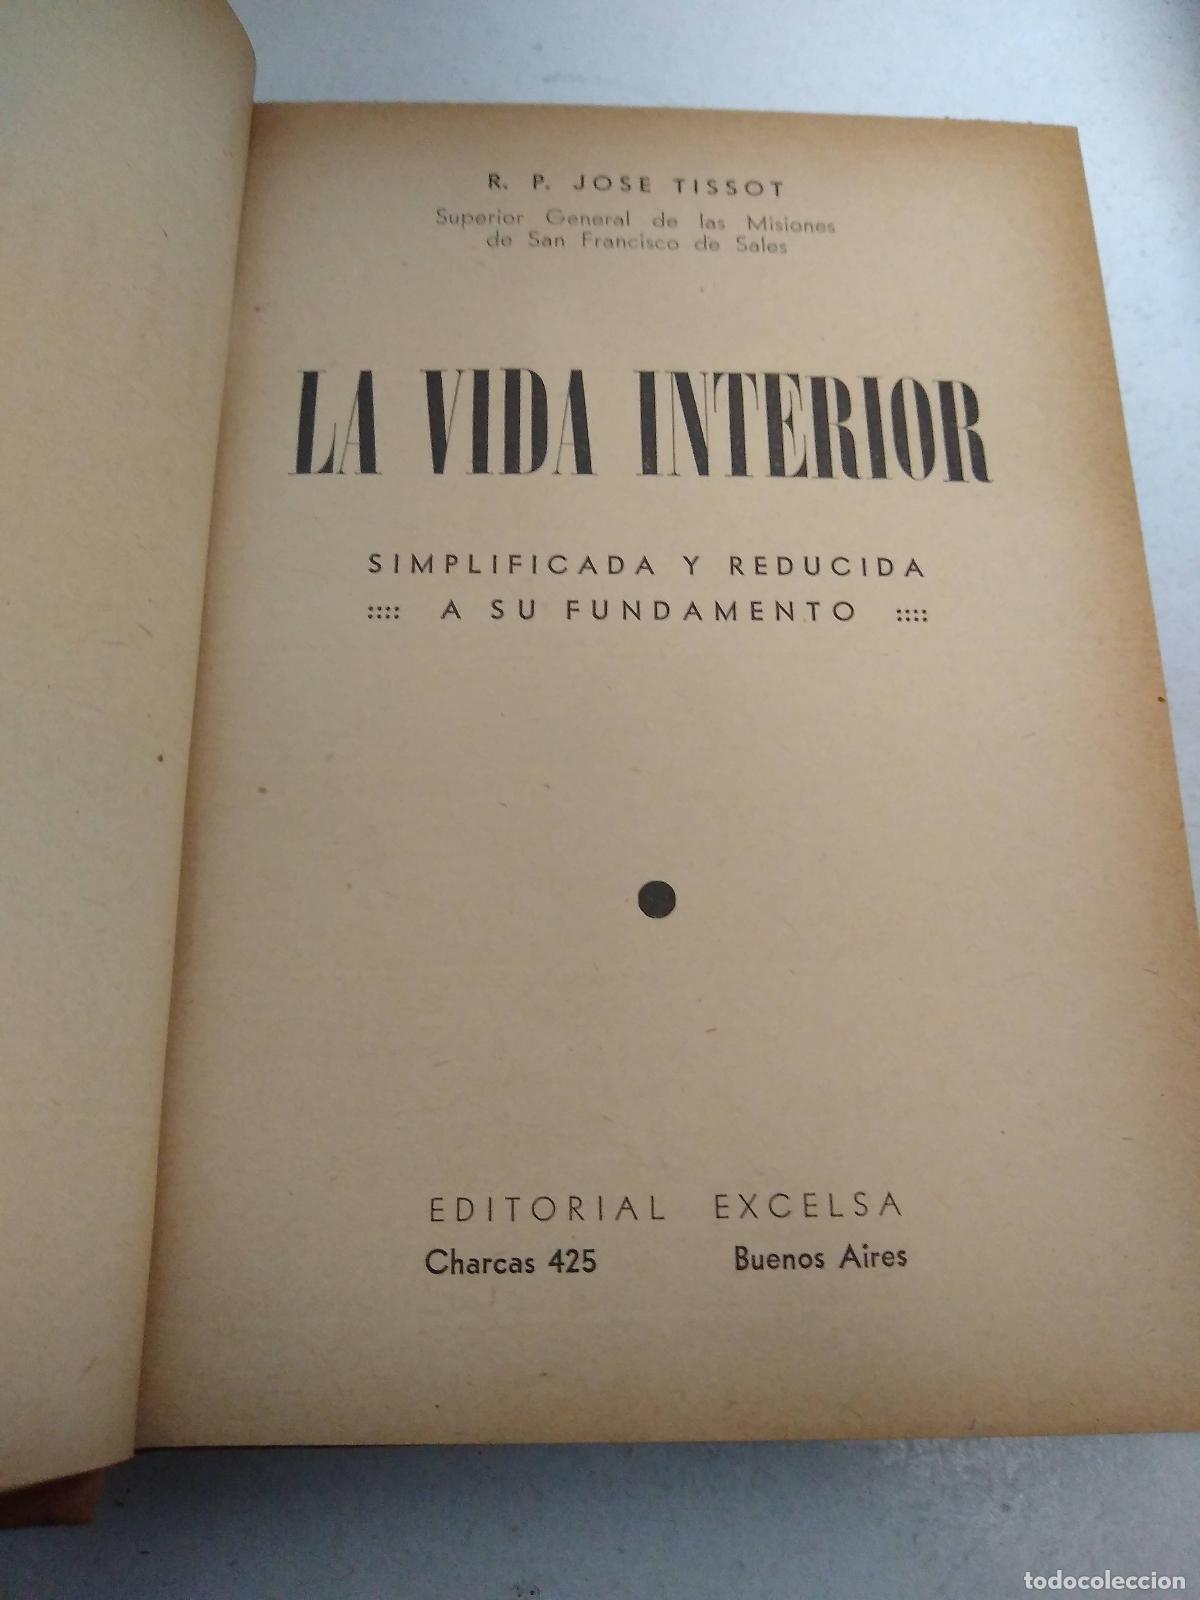 R. P. JOSE TISSOT
Superior General de las Misiones
de San Francisco de Sales
LA VIDA INTERIOR
SIMPLIFICADA Y REDUCIDA
:::: A SU FUNDAMENTO ::::
EDITORIAL EXCELSA
Charcas 425 Buenos Aires
todocoleccion